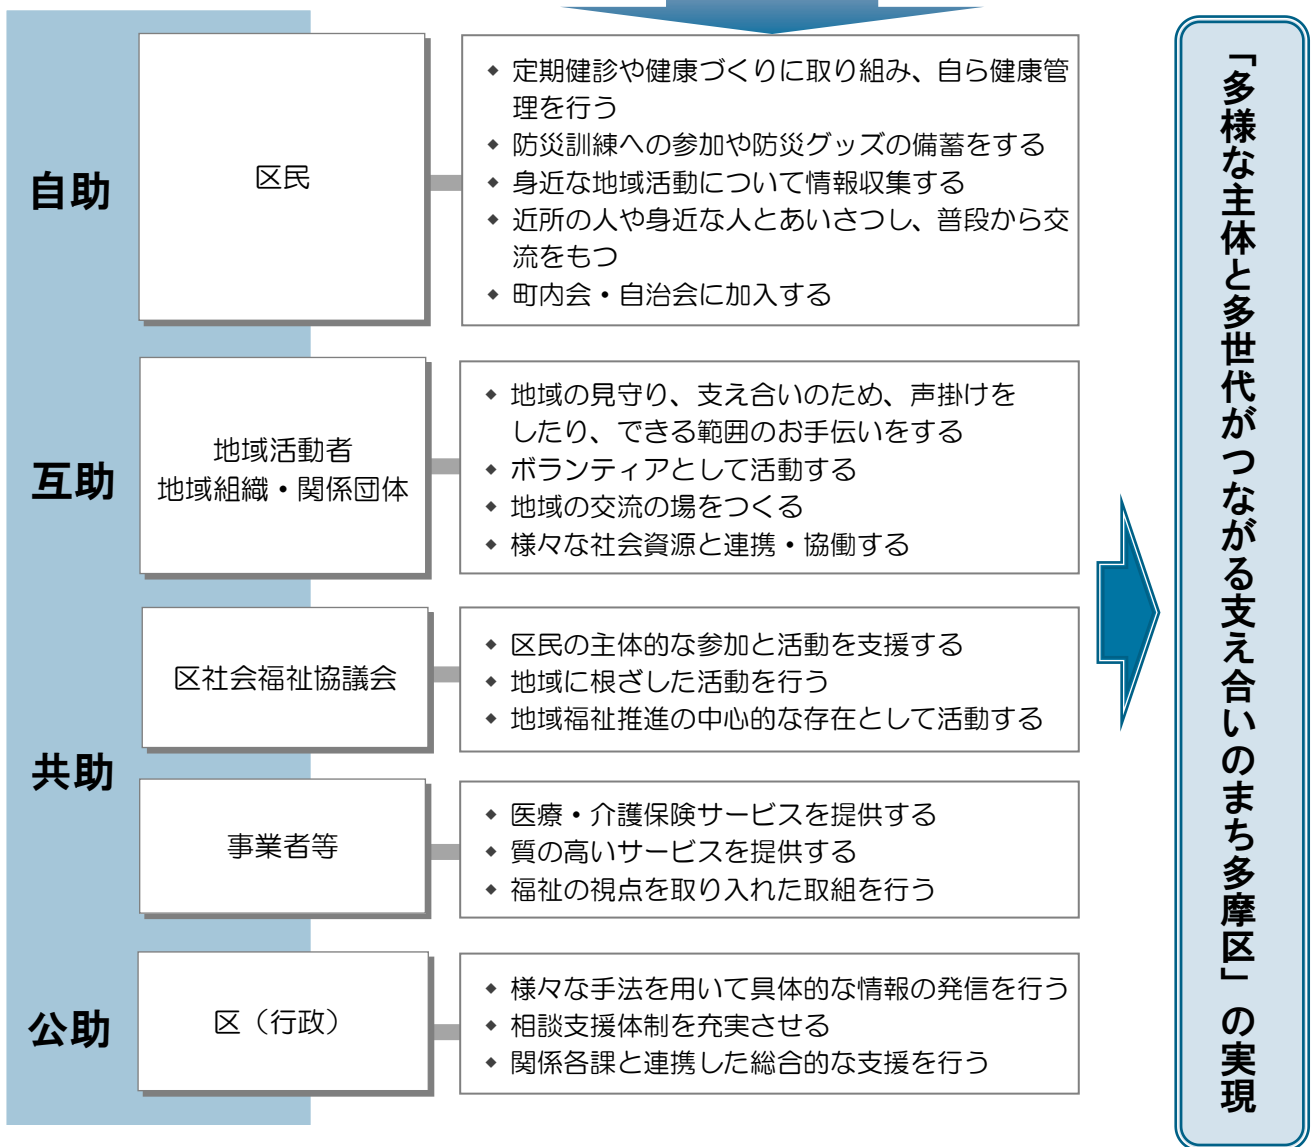 自助
区民
◆ 定期健診や健康づくりに取り組み、自ら健康管
理を行う
◆ 防災訓練への参加や防災グッズの備蓄をする
◆ 身近な地域活動について情報収集する
◆ 近所の人や身近な人とあいさつし、普段から交
流をもつ
◆ 町内会・自治会に加入する
互助
地域活動者
地域組織・関係団体
◆ 地域の見守り、支え合いのため、声掛けを
したり、できる範囲のお手伝いをする
◆ ボランティアとして活動する
◆ 地域の交流の場をつくる
◆ 様々な社会資源と連携・協働する
共助
区社会福祉協議会
◆ 区民の主体的な参加と活動を支援する
◆ 地域に根ざした活動を行う
◆ 地域福祉推進の中心的な存在として活動する
事業者等
◆ 医療・介護保険サービスを提供する
◆ 質の高いサービスを提供する
◆ 福祉の視点を取り入れた取組を行う
公助
区（行政）
◆ 様々な手法を用いて具体的な情報の発信を行う
◆ 相談支援体制を充実させる
◆ 関係各課と連携した総合的な支援を行う
「多様な主体と多世代がつながる支え合いのまち多摩区」の実現